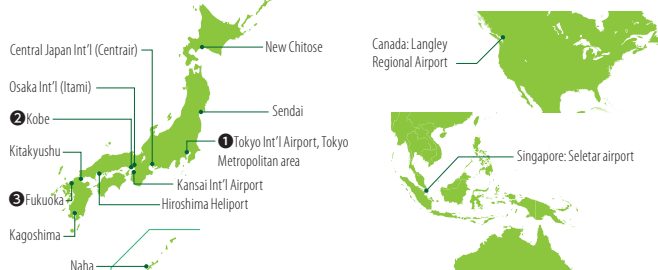 Central Japan Int'l (Centrair)
New Chitose
Osaka Int'l (Itami)
❷Kobe
Sendai
Kitakyushu
❶Tokyo Int'l Airport, Tokyo
Metropolitan area
❸Fukuoka
Kansai Int'l Airport
Hiroshima Heliport
Kagoshima
Naha
Canada: Langley
Regional Airport
Singapore: Seletar airport